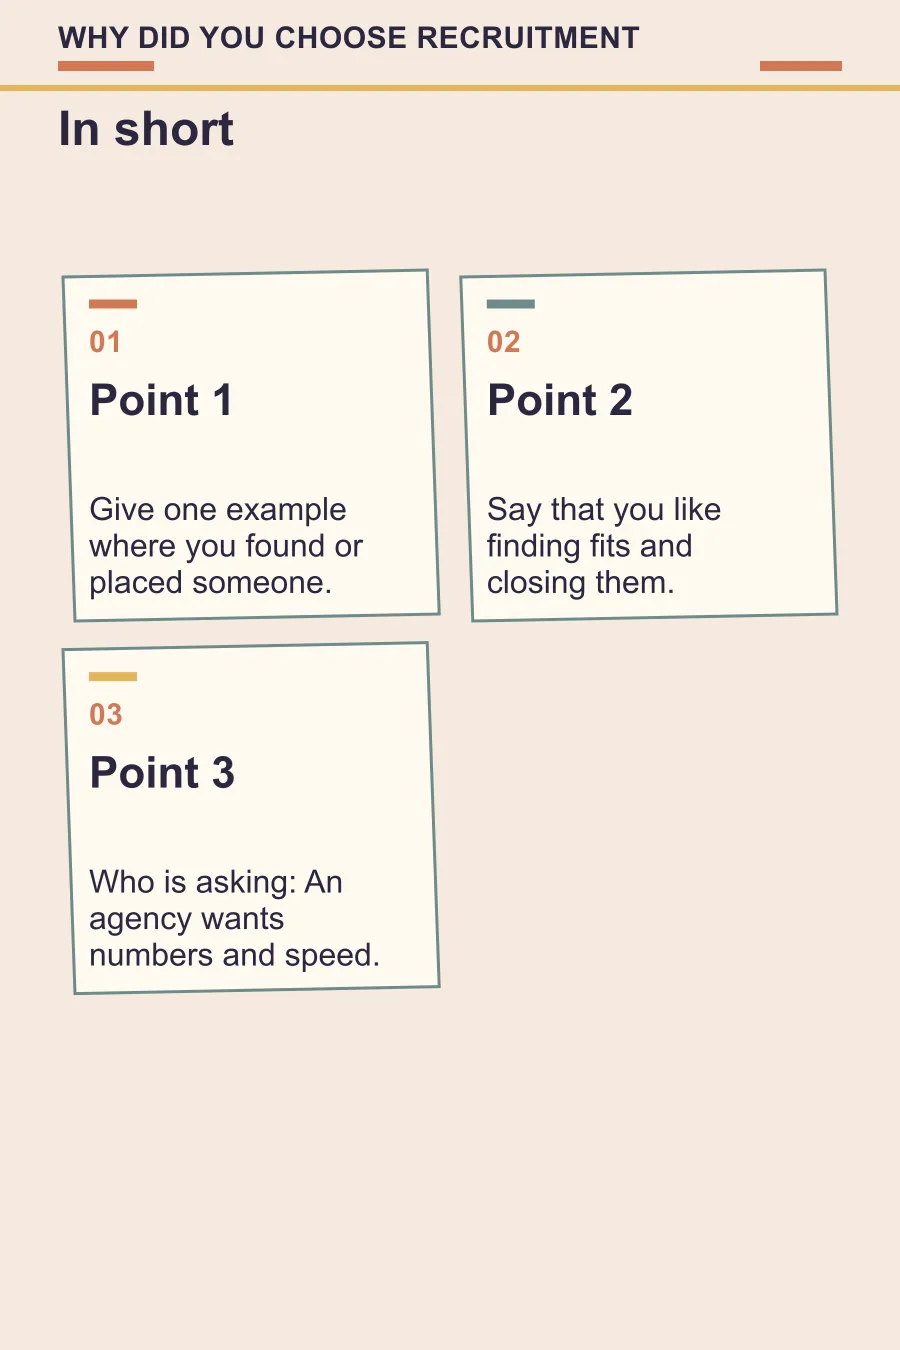 WHY DID YOU CHOOSE RECRUITMENT
In short
01
Point 1
Give one example
where you found or
placed someone.
02
Point 2
Say that you like
finding fits and
closing them.
03
Point 3
Who is asking: An
agency wants
numbers and speed.